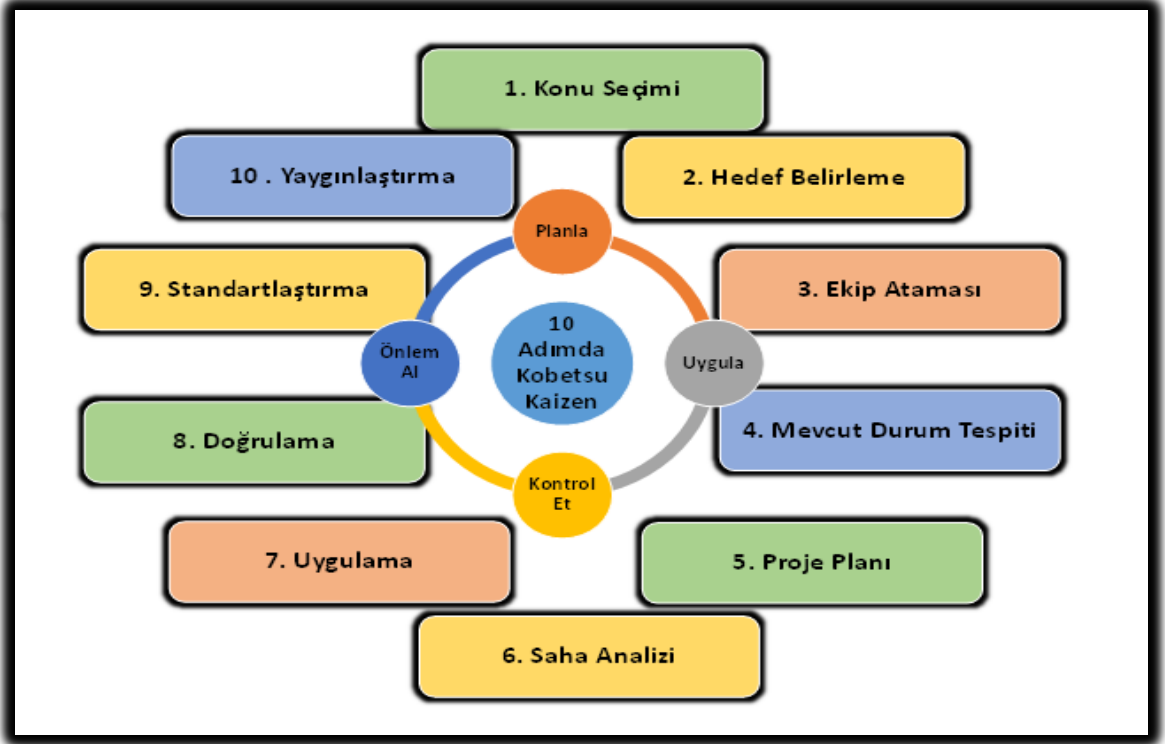 1. Konu Seçimi
10 . Yaygınlaştırma
2. Hedef Belirleme
Planla
9. Standartlaştırma
3. Ekip Ataması
10
Adımda
Kobetsu
Kaizen
Önlem
Al
Uygula
8. Doğrulama
4. Mevcut Durum Tespiti
Kontrol
Et
7. Uygulama
5. Proje Planı
6. Saha Analizi